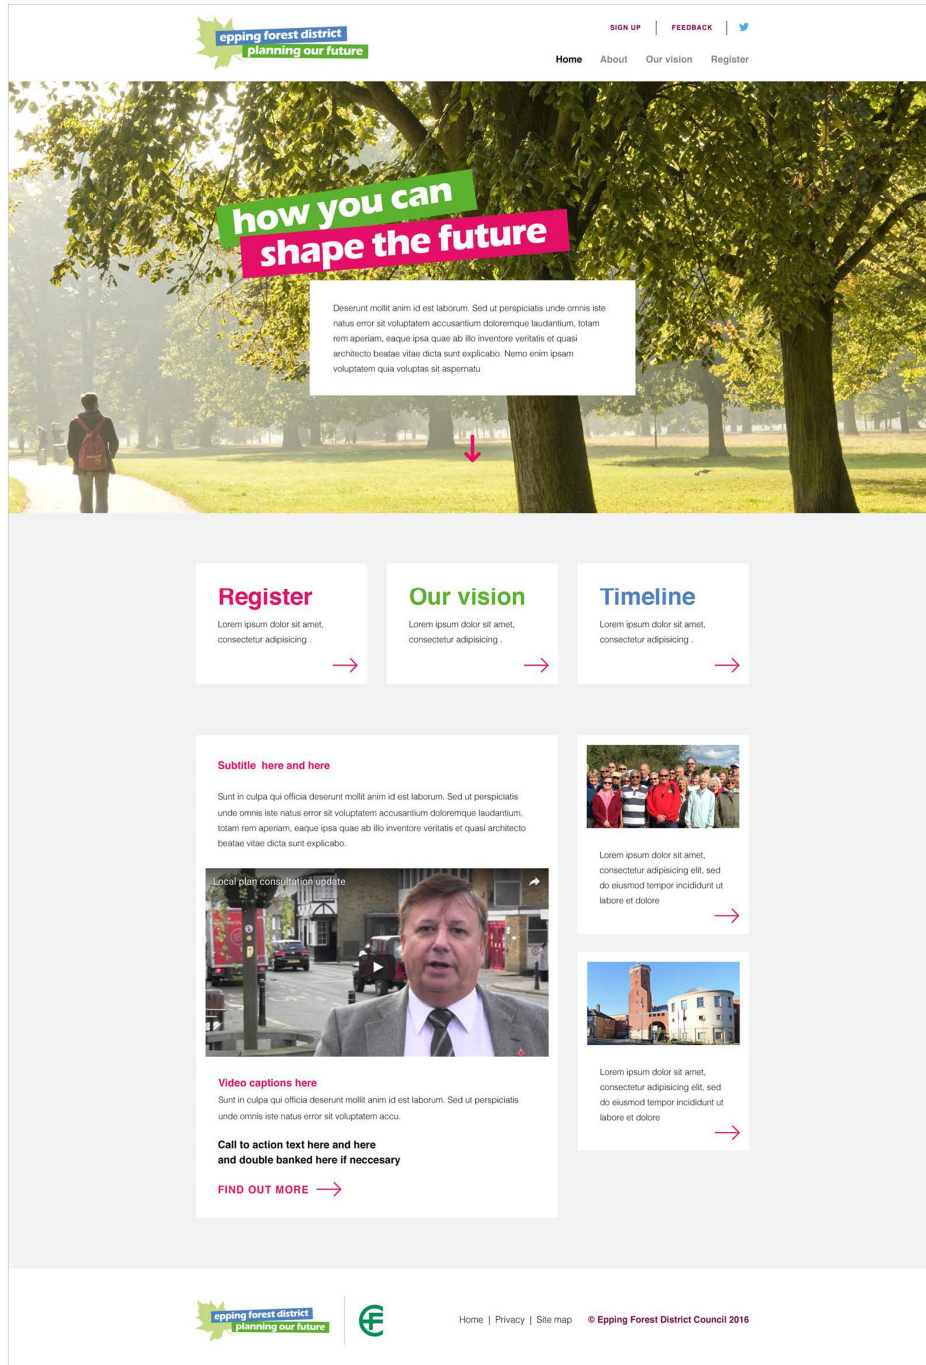 epping forest district
planning our future
SIGN UP | FEEDBACK |
Home About Our vision Register
how you can
shape the future
Deserunt mollit anim id est laborum. Sed ut perspiciatis unde omnis iste
natus error sit voluptatem accusantium doloremque laudantium, totam
rem aperiam, eaque ipsa quae ab illo inventore veritatis et quasi
architecto beatae vitae dicta sunt explicabo. Nemo enim ipsam
voluptatem quia voluptas sit aspernatu
Register
Lorem ipsum dolor sit amet,
consectetur adipisicing .
Our vision
Lorem ipsum dolor sit amet,
consectetur adipisicing .
Timeline
Lorem ipsum dolor sit amet,
consectetur adipisicing .
Subtitle here and here
Sunt in culpa qui officia deserunt mollit anim id est laborum. Sed ut perspiciatis
unde omnis iste natus error sit voluptatem accusantium doloremque laudantium,
totam rem aperiam, eaque ipsa quae ab illo inventore veritatis et quasi architecto
beatae vitae dicta sunt explicabo.
Local plan consultation update
Video captions here
Sunt in culpa qui officia deserunt mollit anim id est laborum. Sed ut perspiciatis
unde omnis iste natus error sit voluptatem accu.
Call to action text here and here
and double banked here if neccesary
FIND OUT MORE
Lorem ipsum dolor sit amet,
consectetur adipisicing elit, sed
do eiusmod tempor incididunt ut
labore et dolore
Lorem ipsum dolor sit amet,
consectetur adipisicing elit, sed
do eiusmod tempor incididunt ut
labore et dolore
epping forest district
planning our future
Home | Privacy | Site map © Epping Forest District Council 2016